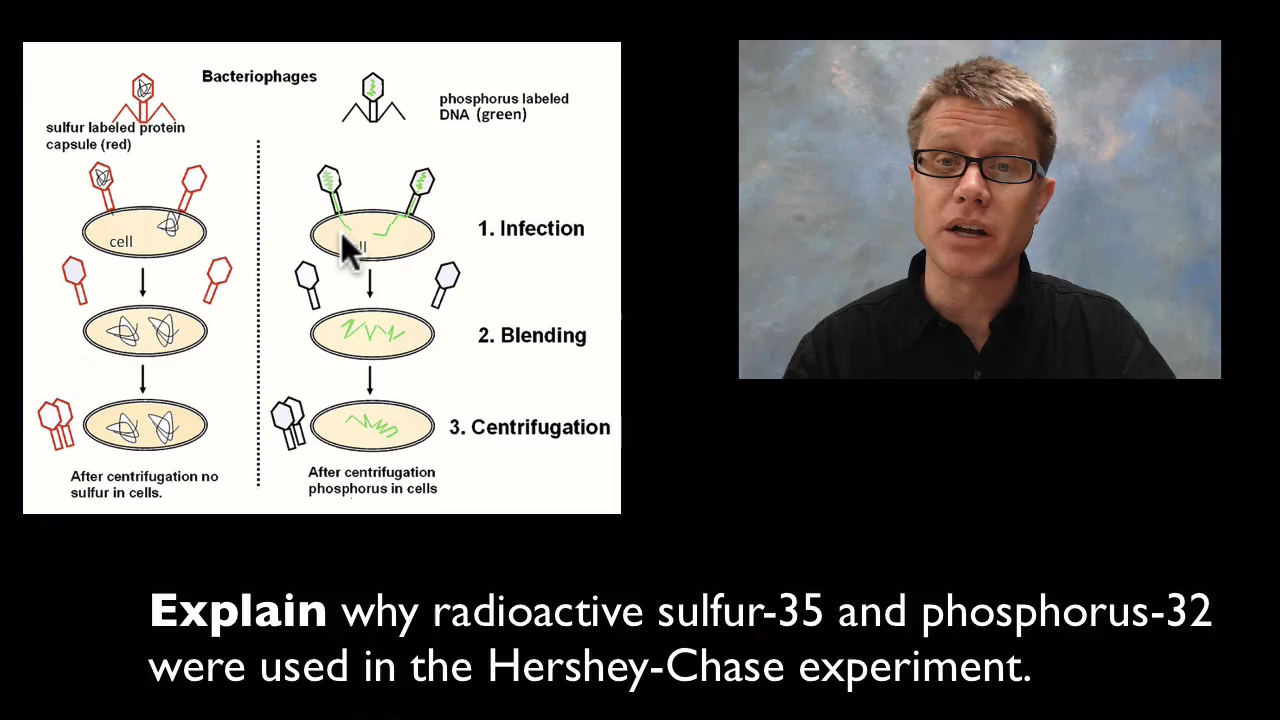 Bacteriophages
phosphorus labeled
DNA (green)
sulfur labeled protein
capsule (red)
cell
1. Infection
2. Blending
3. Centrifugation
After centrifugation no
sulfur in cells.
After centrifugation
phosphorus in cells
Explain why radioactive sulfur-35 and phosphorus-32
were used in the Hershey-Chase experiment.